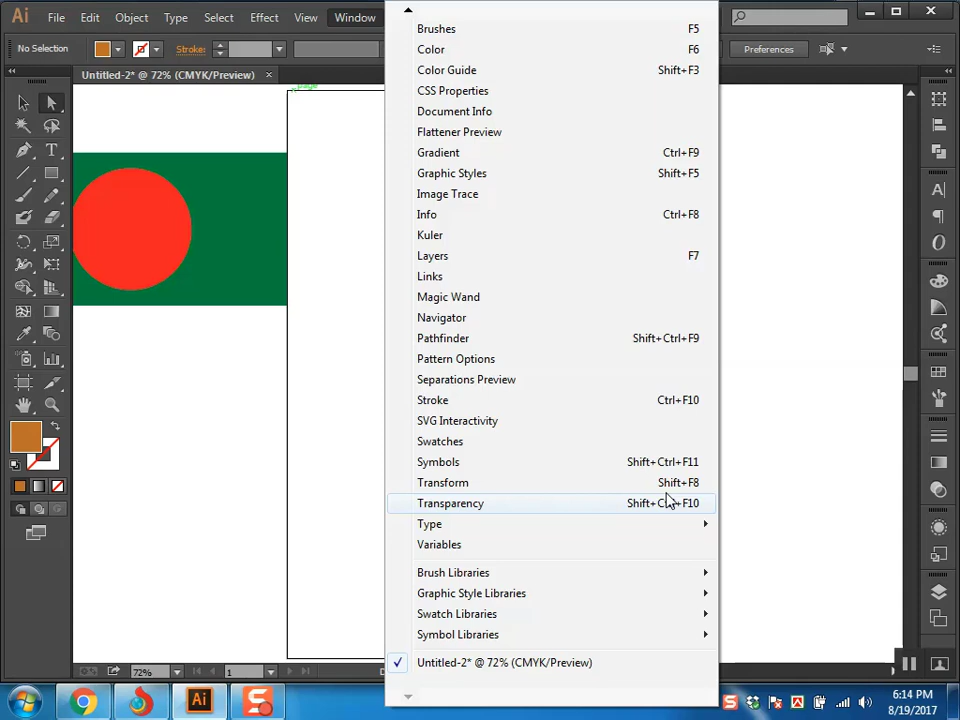 Ai File Edit Object Type Select Effect View Window
No Selection Stroke: Preferences
Untitled-2* @ 72% (CMYK/Preview) ×
page
Brushes F5
Color F6
Color Guide Shift+F3
CSS Properties
Document Info
Flattener Preview
Gradient Ctrl+F9
Graphic Styles Shift+F5
Image Trace
Info Ctrl+F8
Kuler
Layers F7
Links
Magic Wand
Navigator
Pathfinder Shift+Ctrl+F9
Pattern Options
Separations Preview
Stroke Ctrl+F10
SVG Interactivity
Swatches
Symbols Shift+Ctrl+F11
Transform Shift+F8
Transparency Shift+Ctrl+F10
Type
Variables
Brush Libraries
Graphic Style Libraries
Swatch Libraries
Symbol Libraries
Untitled-2* @ 72% (CMYK/Preview)
72% 1
Ai
6:14 PM
8/19/2017